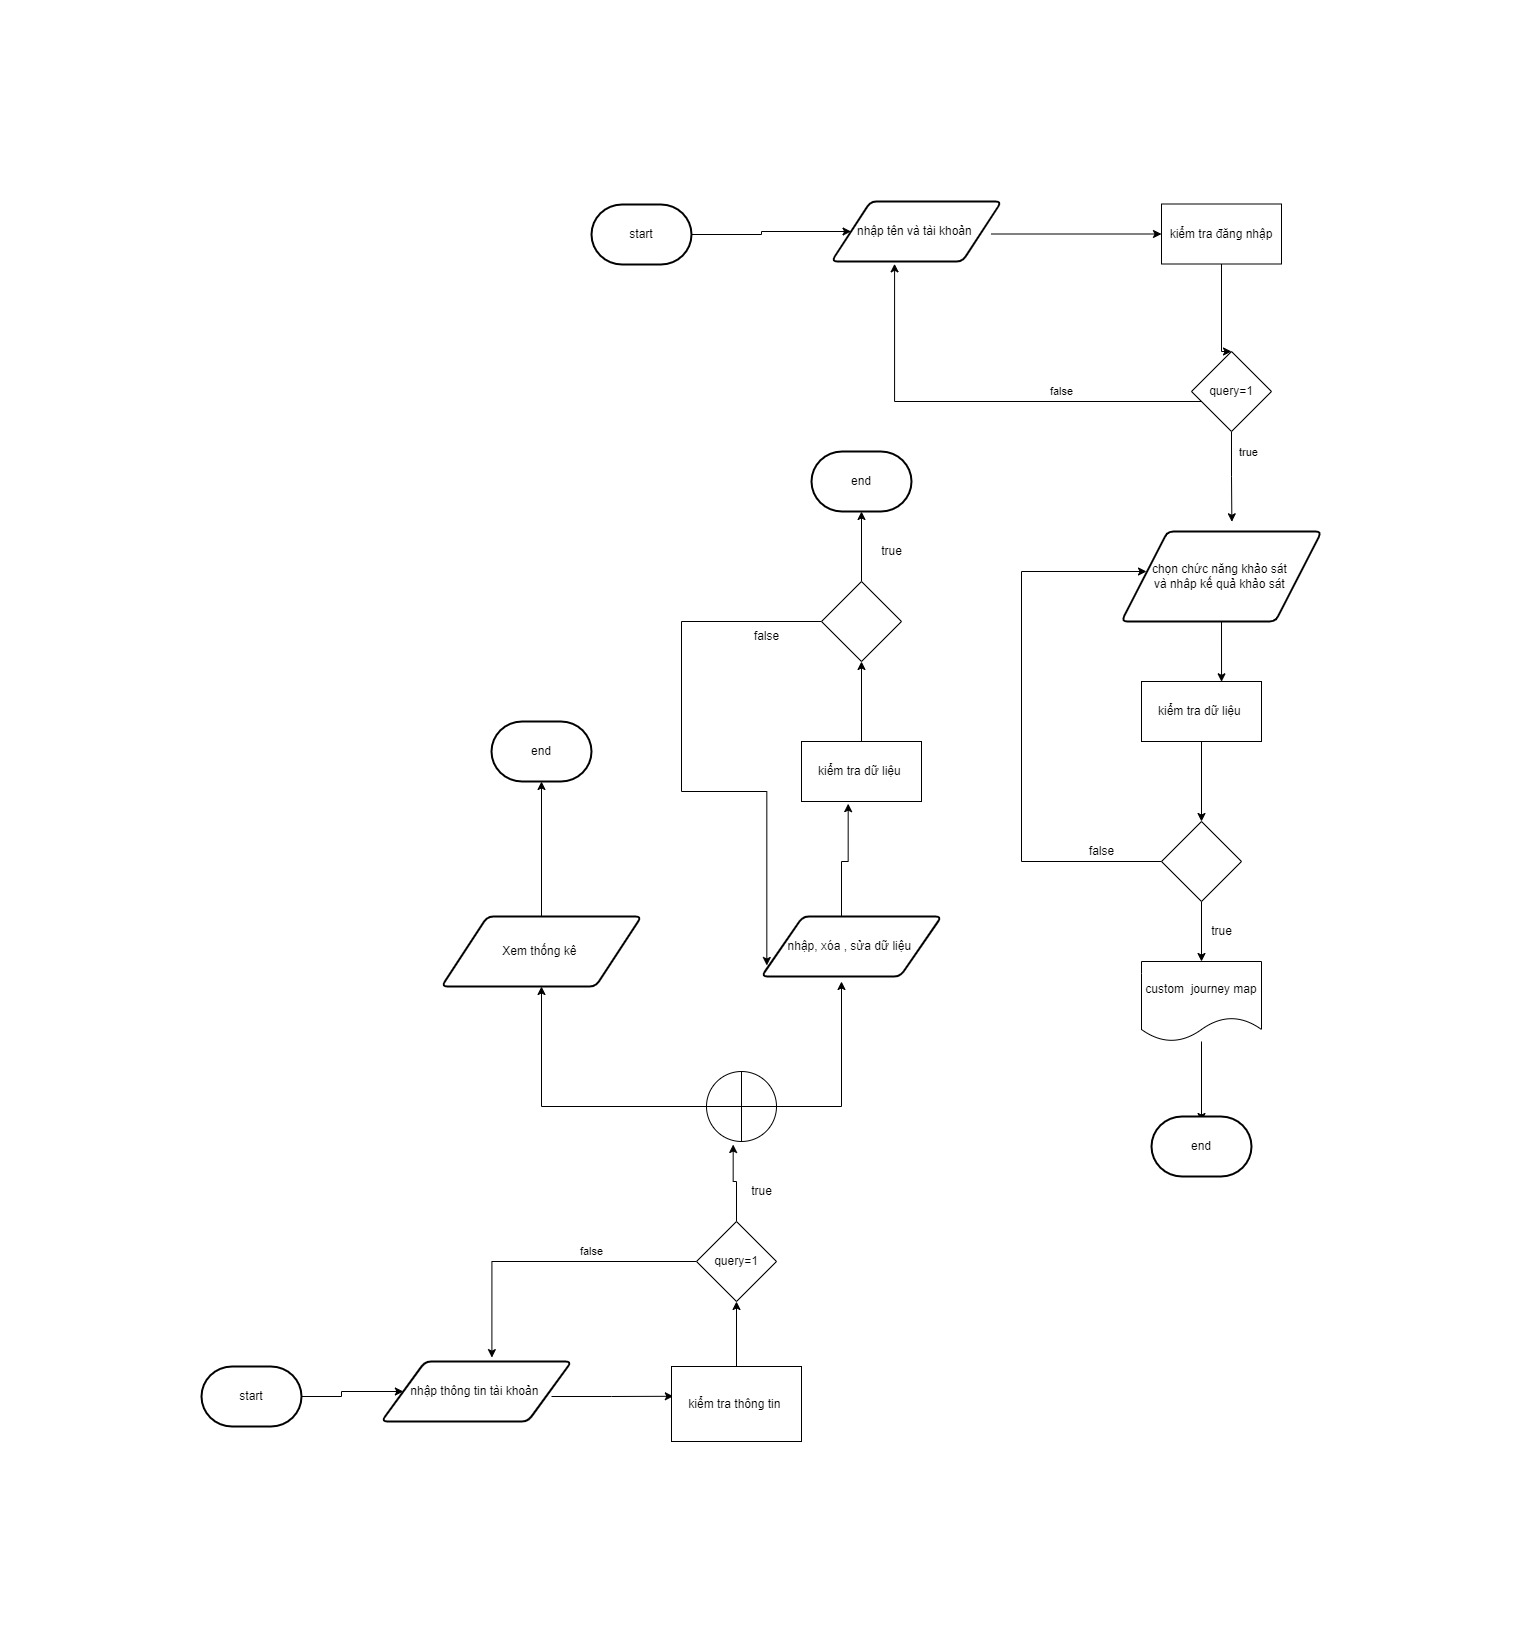 start
nhập tên và tài khoản
kiểm tra đăng nhập
query=1
false
true
end
true
chọn chức năng khảo sát
và nhâp kế quả khảo sát
false
kiểm tra dữ liệu
end
kiểm tra dữ liệu
false
true
nhập, xóa , sửa dữ liệu
Xem thống kê
custom journey map
end
true
false
query=1
start
nhập thông tin tài khoản
kiểm tra thông tin